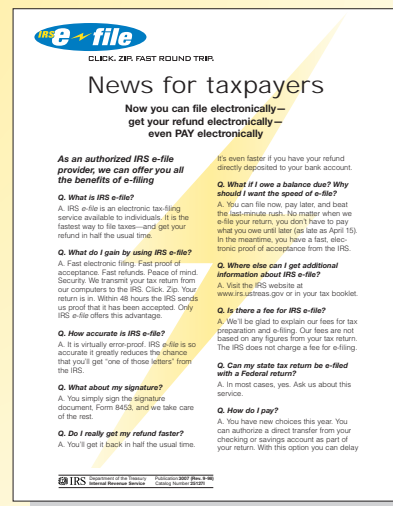 IRS e file
CLICK. ZIP. FAST ROUND TRIP.
News for taxpayers
Now you can file electronically—
get your refund electronically—
even PAY electronically
As an authorized IRS e-file
provider, we can offer you all
the benefits of e-filing
Q. What is IRS e-file?
A. IRS e-file is an electronic tax-filing
service available to individuals. It is the
fastest way to file taxes—and get your
refund in half the usual time.
Q. What do I gain by using IRS e-file?
A. Fast electronic filing. Fast proof of
acceptance. Fast refunds. Peace of mind.
Security. We transmit your tax return from
our computers to the IRS. Click. Zip. Your
return is in. Within 48 hours the IRS sends
us proof that it has been accepted. Only
IRS e-file offers this advantage.
Q. How accurate is IRS e-file?
A. It is virtually error-proof. IRS e-file is so
accurate it greatly reduces the chance
that you'll get "one of those letters" from
the IRS.
Q. What about my signature?
A. You simply sign the signature
document, Form 8453, and we take care
of the rest.
Q. Do I really get my refund faster?
A. You'll get it back in half the usual time.
It's even faster if you have your refund
directly deposited to your bank account.
Q. What if I owe a balance due? Why
should I want the speed of e-file?
A. You can file now, pay later, and beat
the last-minute rush. No matter when we
e-file your return, you don't have to pay
what you owe until later (as late as April 15).
In the meantime, you have a fast, elec-
tronic proof of acceptance from the IRS.
Q. Where else can I get additional
information about IRS e-file?
A. Visit the IRS website at
www.irs.ustreas.gov or in your tax booklet.
Q. Is there a fee for IRS e-file?
A. We'll be glad to explain our fees for tax
preparation and e-filing. Our fees are not
based on any figures from your tax return.
The IRS does not charge a fee for e-filing.
Q. Can my state tax return be e-filed
with a Federal return?
A. In most cases, yes. Ask us about this
service.
Q. How do I pay?
A. You have new choices this year. You
can authorize a direct transfer from your
checking or savings account as part of
your return. With this option you can delay
IRS
Department of the Treasury
Internal Revenue Service
Publication 3007 (Rev. 9-98)
Catalog Number 25127I